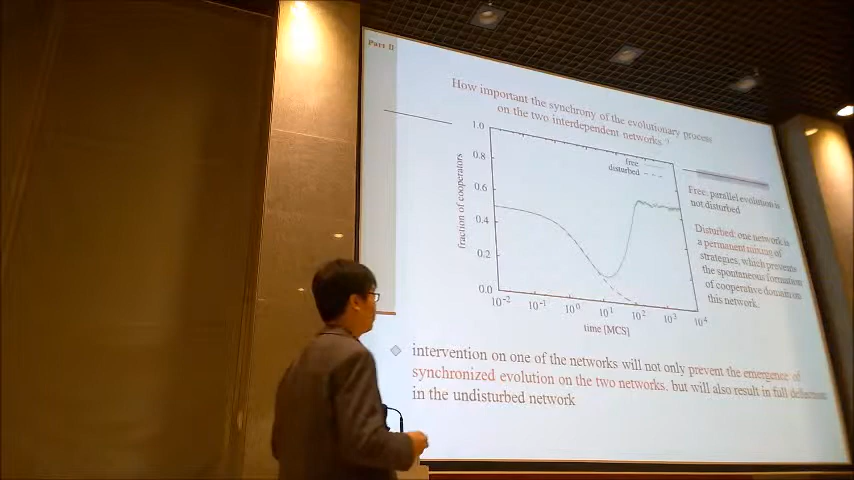 Part II
How important the synchrony of the evolutionary process
on the two interdependent networks
1.0
0.8
0.6
0.4
0.2
0.0
fraction of cooperators
free
disturbed
10-2
10-1
100
101
102
103
104
time [MCS]
Free: parallel evolution is
not disturbed
Disturbed: one network is
a permanent mixing of
strategies, which prevents
the spontaneous formation
of cooperative domain on
this network.
intervention on one of the networks will not only prevent the emergence of
synchronized evolution on the two networks, but will also result in full defection
in the undisturbed network